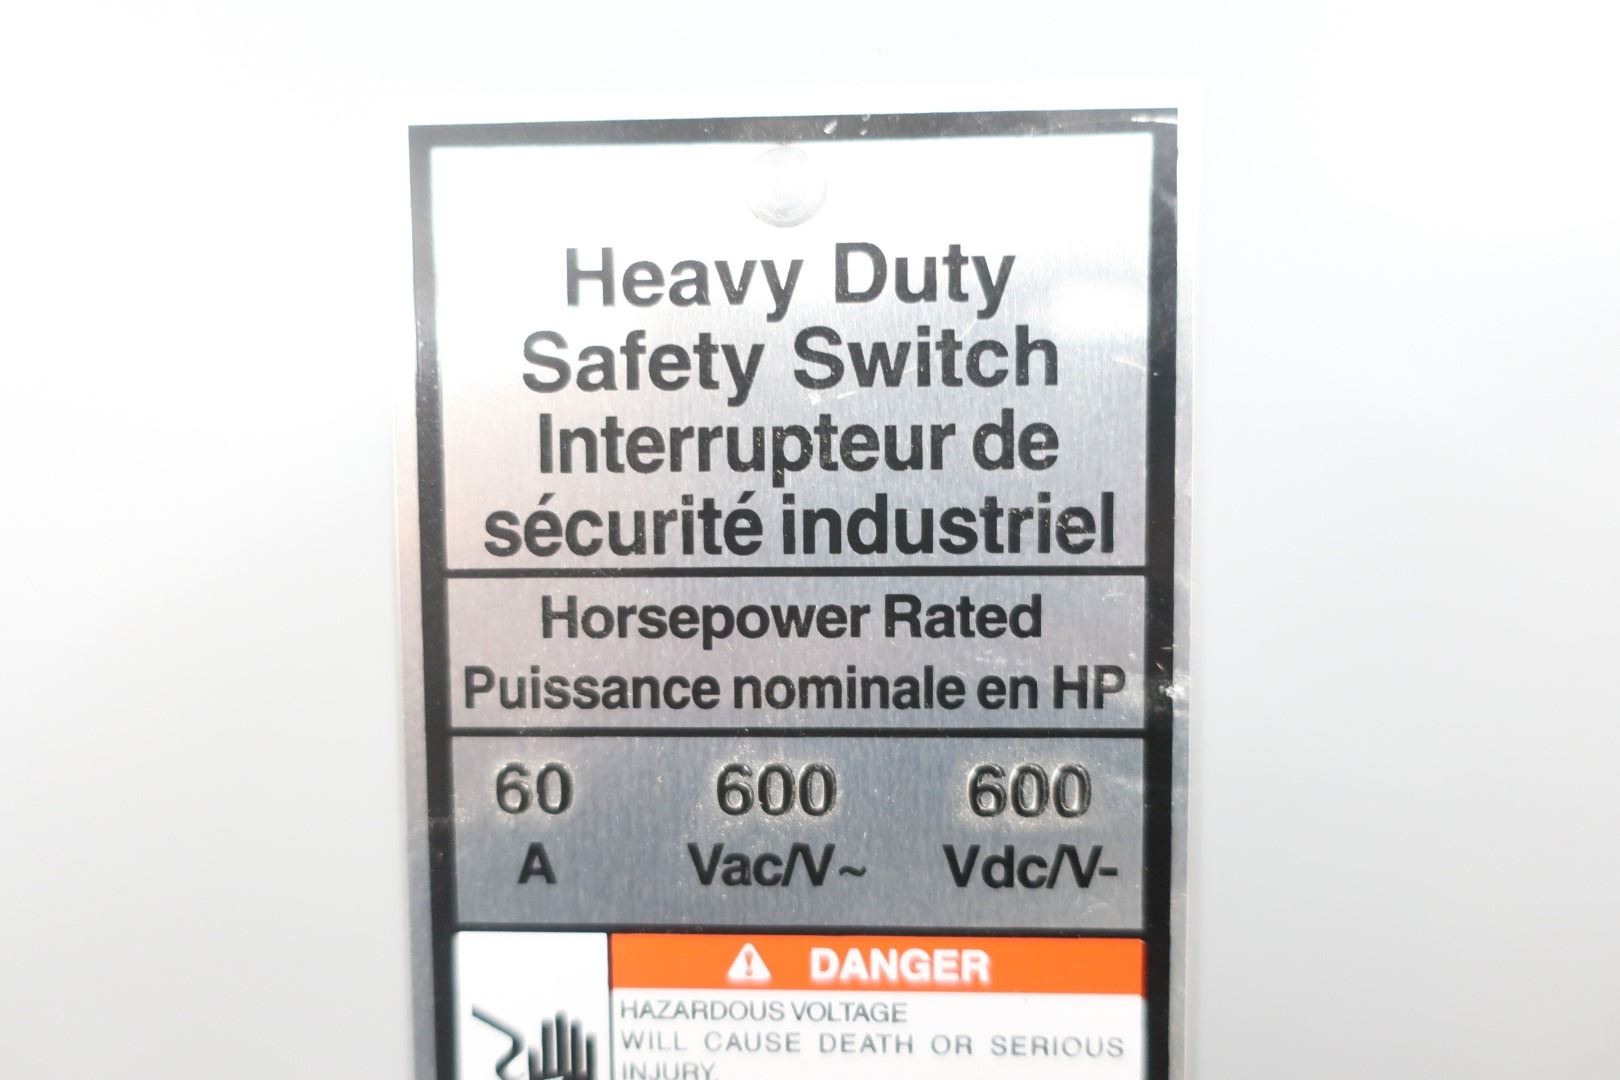 Heavy Duty
Safety Switch
Interrupteur de
sécurité industriel
Horsepower Rated
Puissance nominale en HP
60 600 600
A Vac/V~ Vdc/V-
DANGER
HAZARDOUS VOLTAGE
WILL CAUSE DEATH OR SERIOUS
INJURY.